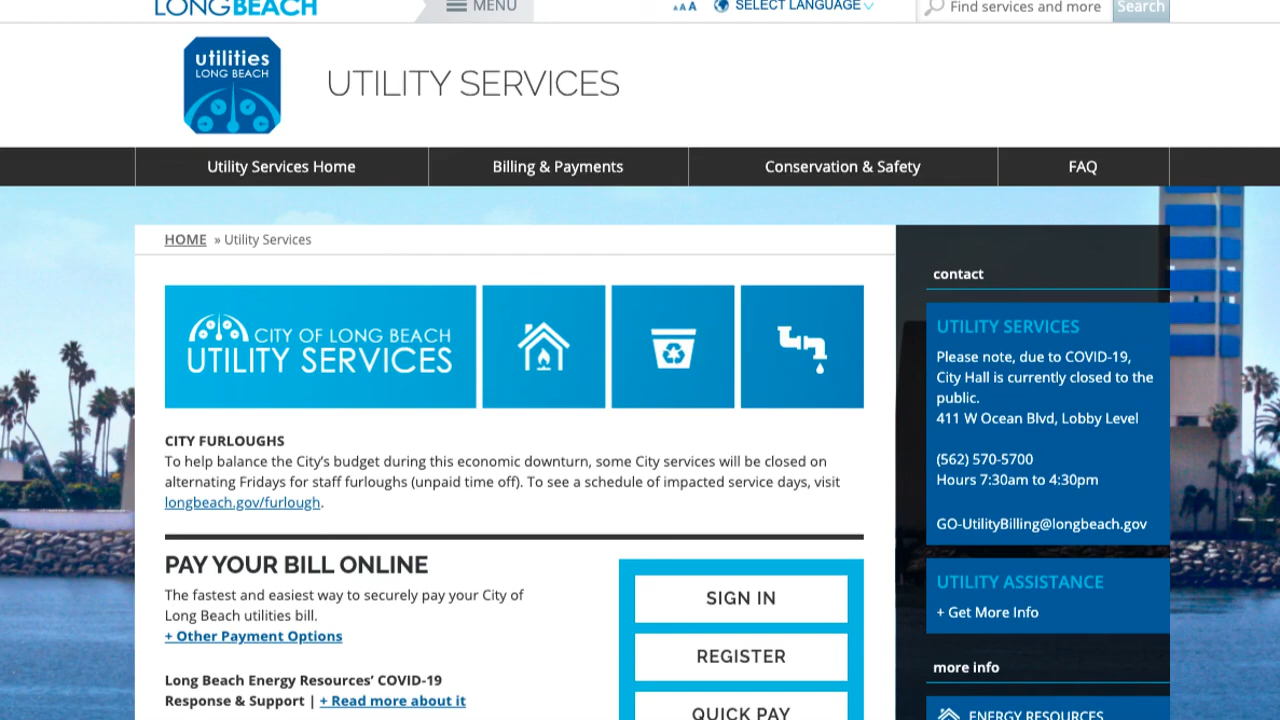 LONGBEACH
MENU
A A A
SELECT LANGUAGE
Find services and more
Search
utilities
LONG BEACH
UTILITY SERVICES
Utility Services Home
Billing & Payments
Conservation & Safety
FAQ
HOME » Utility Services
CITY OF LONG BEACH
UTILITY SERVICES
CITY FURLOUGHS
To help balance the City’s budget during this economic downturn, some City services will be closed on
alternating Fridays for staff furloughs (unpaid time off). To see a schedule of impacted service days, visit
longbeach.gov/furlough.
PAY YOUR BILL ONLINE
The fastest and easiest way to securely pay your City of
Long Beach utilities bill.
+ Other Payment Options
Long Beach Energy Resources’ COVID-19
Response & Support | + Read more about it
SIGN IN
REGISTER
QUICK PAY
contact
UTILITY SERVICES
Please note, due to COVID-19,
City Hall is currently closed to the
public.
411 W Ocean Blvd, Lobby Level
(562) 570-5700
Hours 7:30am to 4:30pm
GO-UtilityBilling@longbeach.gov
UTILITY ASSISTANCE
+ Get More Info
more info
ENERGY RESOURCES